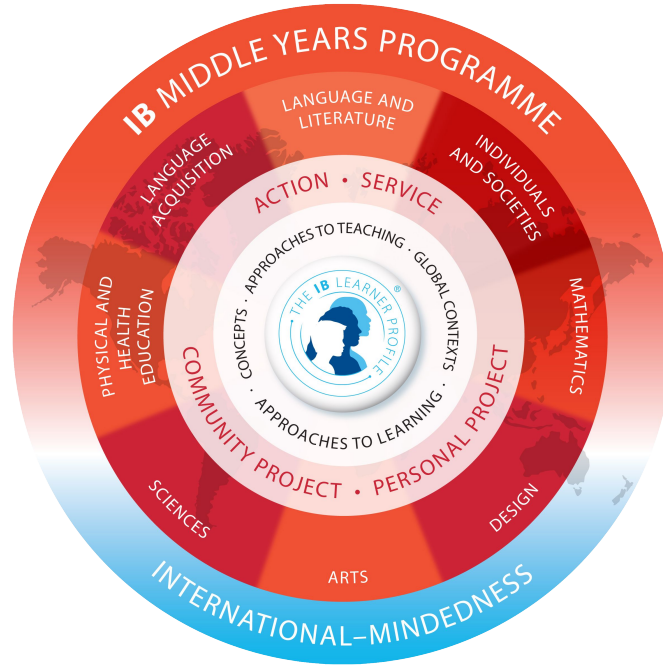 IB MIDDLE YEARS PROGRAMME
LANGUAGE AND
LITERATURE
INDIVIDUALS
AND SOCIETIES
MATHEMATICS
DESIGN
ARTS
SCIENCES
PHYSICAL AND
HEALTH
EDUCATION
LANGUAGE
ACQUISITION
ACTION • SERVICE
COMMUNITY PROJECT • PERSONAL PROJECT
APPROACHES TO TEACHING · GLOBAL CONTEXTS ·
APPROACHES TO LEARNING · CONCEPTS ·
THE IB LEARNER PROFILE ®
INTERNATIONAL–MINDEDNESS